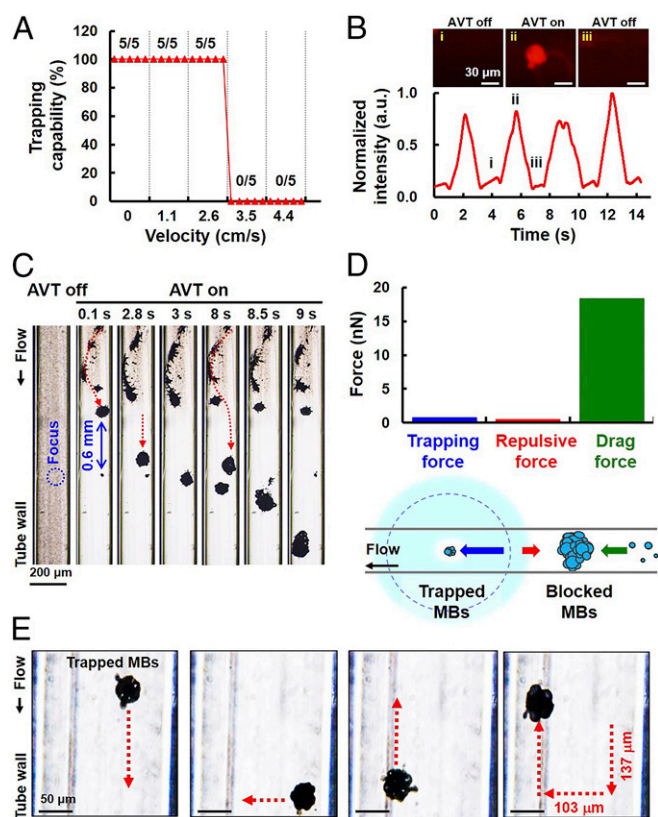 A
Trapping
capability (%)
120
100
80
60
40
20
0
5/5 5/5 5/5
0/5 0/5
0 1.1 2.6 3.5 4.4
Velocity (cm/s)
B
AVT off AVT on AVT off
i ii iii
30 μm
Normalized
intensity (a.u.)
1.0
0.5
0.0
ii
i iii
0 2 4 6 8 10 12 14
Time (s)
C
AVT off AVT on
0.1 s 2.8 s 3 s 8 s 8.5 s 9 s
Flow
Focus
0.6 mm
Tube wall
200 μm
D
Force (nN)
20
15
10
5
0
Trapping
force
Repulsive
force
Drag
force
Flow
Trapped
MBs
Blocked
MBs
E
Flow
Tube wall
Trapped MBs
50 μm
137 μm
103 μm